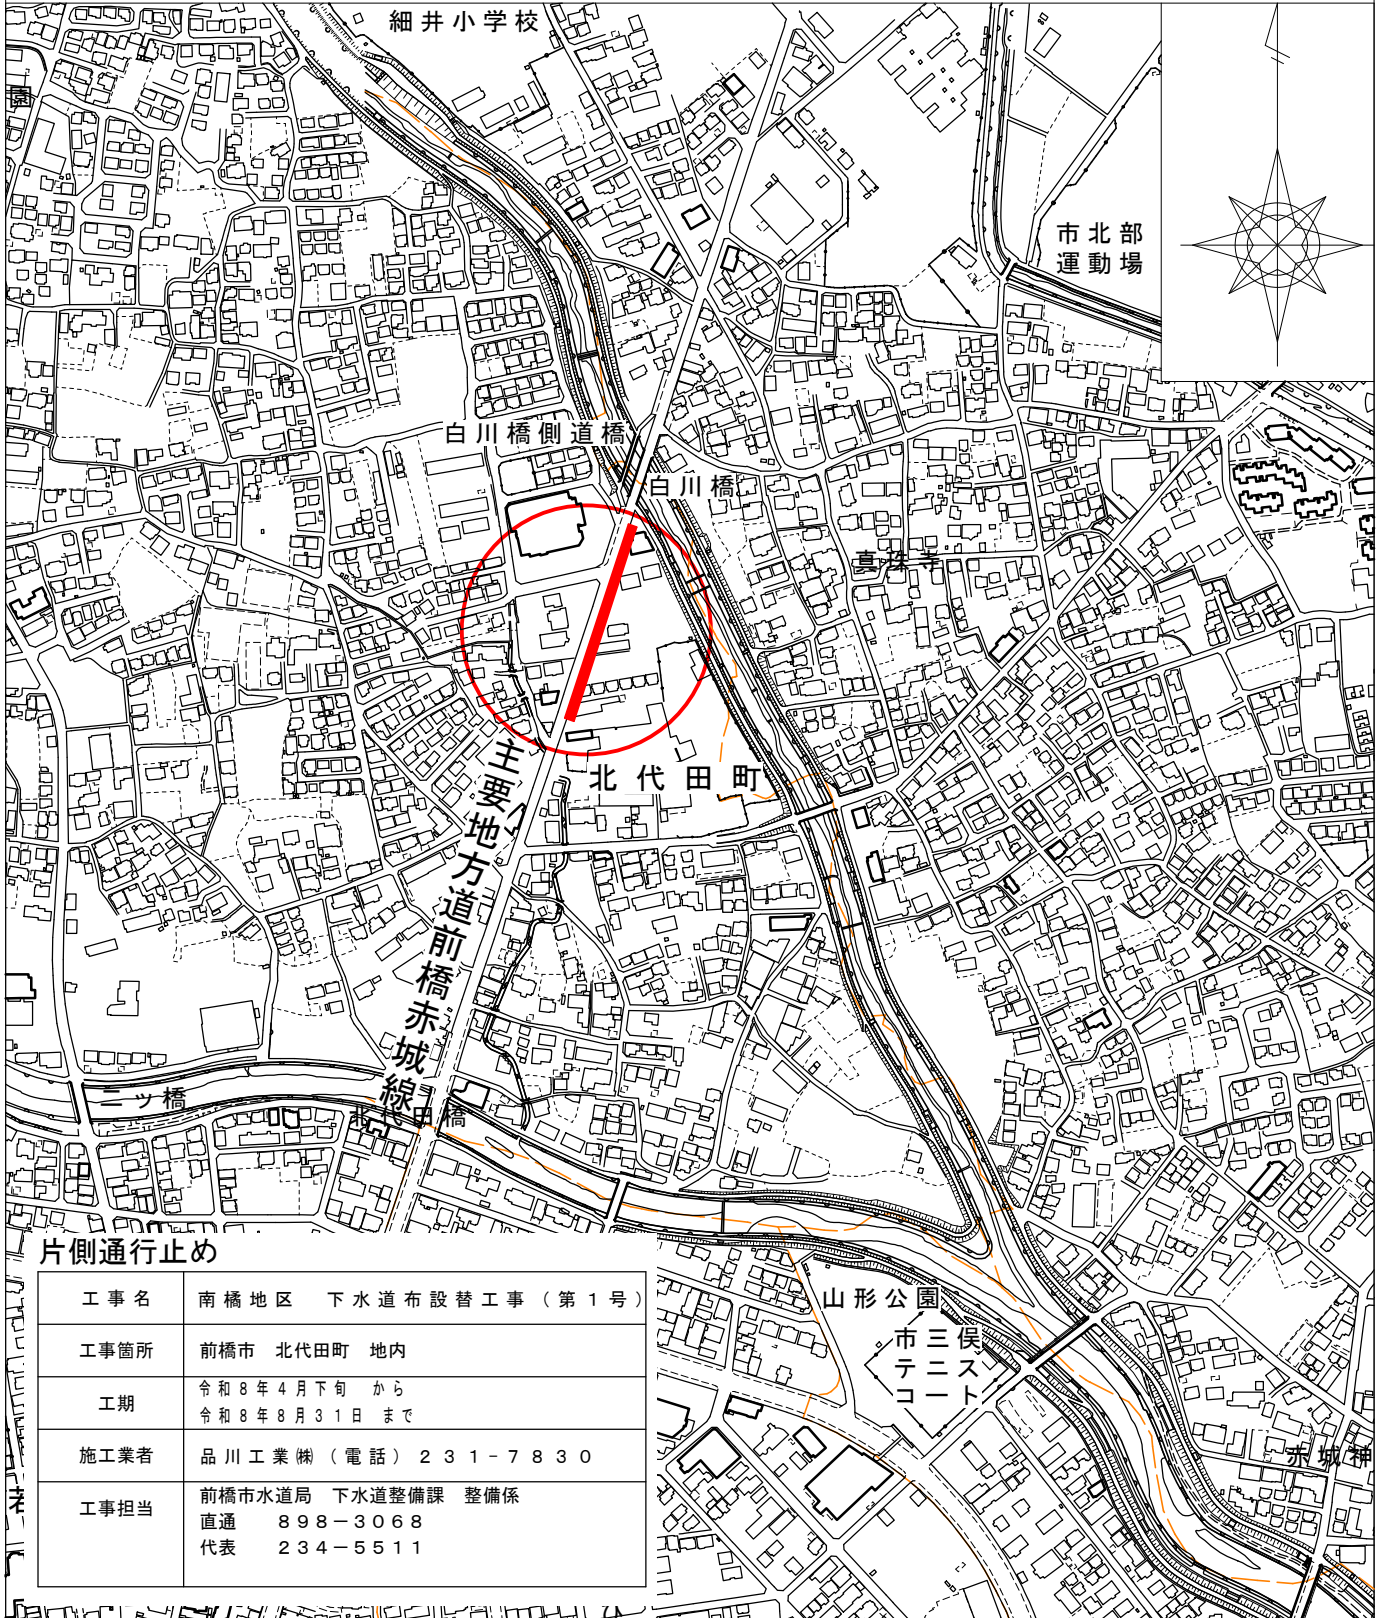 細井小学校
園
市北部
運動場
白川橋側道橋
白川橋
真珠寺
北代田町
主要地方道前橋赤城線
二ッ橋
北代田橋
山形公園
市三俣
テニス
コート
赤城神
若
片側通行止め
工事名 南橘地区 下水道布設替工事（第１号）
工事箇所 前橋市 北代田町 地内
工期 令和８年４月下旬 から
令和８年８月３１日 まで
施工業者 品川工業㈱（電話）２３１-７８３０
工事担当 前橋市水道局 下水道整備課 整備係
直通 ８９８－３０６８
代表 ２３４－５５１１